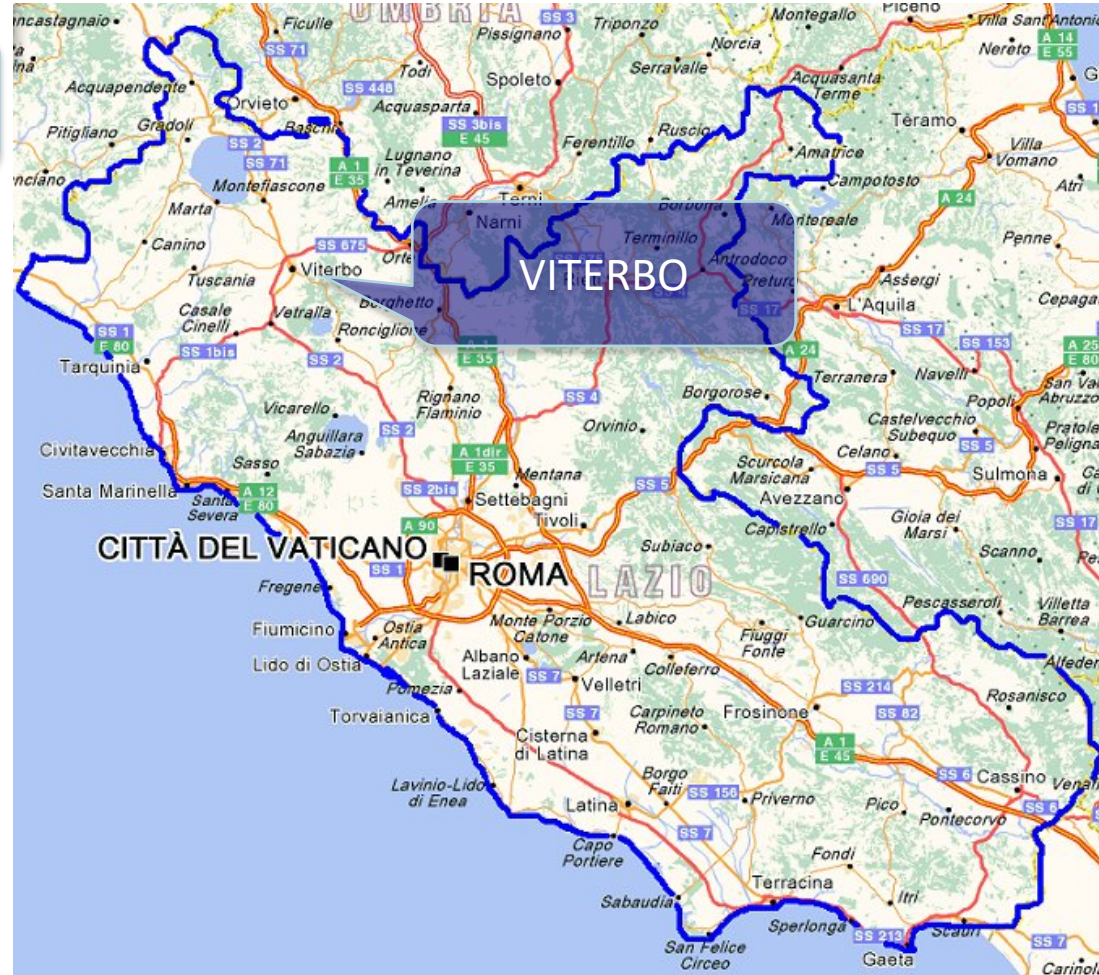 UMBRIA
Ficulle
SS 3
Triponzo
Montegallo
Piceno
Villa Sant'Antonio
SS 71
Pissignano
Norcia
Nereto
A 14
E 55
Acquapendente
Todi
Spoleto
Serravalle
Acquasanta
Terme
SS 448
Orvieto
Acquasparta
Teramo
Pitigliano
Gradoli
SS 2
Baschi
SS 3bis
E 45
Ferentillo
Ruscio
Villa
Vomano
SS 71
A 1
E 35
Lugnano
in Teverina
Amatrice
Atri
Montefiascone
Amelia
Terni
Campotosto
A 24
Marta
Narni
Borbona
Montereale
Canino
SS 675
Orte
Terminillo
Penne
Tuscania
Viterbo
VITERBO
Antrodoco
Assergi
Preturo
Casale
Cinelli
Vetralla
Borghetto
SS 17
L'Aquila
Cepaga
SS 1
E 80
Ronciglione
SS 17
SS 153
SS 1bis
SS 2
A 1
E 35
A 24
A 25
E 80
Tarquinia
Rignano
Flaminio
SS 4
Borgorose
Terranera
Navelli
San Val
Abruzzo
Vicarello
SS 2
Orvinio
Castelvecchio
Subequo
Popoli
Pratola
Peligna
Civitavecchia
Anguillara
Sabazia
A 1dir
E 35
Mentana
Scurcola
Marsicana
Celano
SS 5
SS 5
Sulmona
Santa Marinella
Sasso
SS 2bis
Settebagni
SS 5
Avezzano
Santa
Severa
A 12
E 80
A 90
Tivoli
Capistrello
Gioia dei
Marsi
SS 17
CITTÀ DEL VATICANO
SS 1
ROMA
LAZIO
Subiaco
Scanno
Fregene
SS 690
Pescasseroli
Villetta
Barrea
Fiumicino
Ostia
Antica
Monte Porzio
Catone
Labico
Fiuggi
Fonte
Guarcino
Lido di Ostia
Albano
Laziale
SS 7
Artena
Colleferro
Alfeden
Pomezia
Velletri
SS 214
Rosanisco
Torvaianica
SS 7
Carpineto
Romano
Frosinone
SS 82
Cisterna
di Latina
A 1
E 45
Lavinio-Lido
di Enea
Borgo
Faiti
SS 156
Priverno
SS 6
Cassino
Venafr
Latina
SS 7
Pico
Pontecorvo
SS 6
Capo
Portiere
Fondi
Sabaudia
Terracina
Itri
Sperlonga
SS 213
Scauri
San Felice
Circeo
Gaeta
SS 7
Carinol